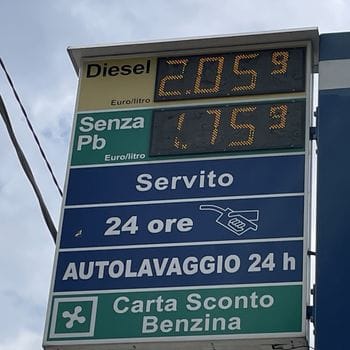 Diesel 2.05⁹
Euro/litro
Senza 1.75⁹
Pb
Euro/litro
Servito
24 ore
AUTOLAVAGGIO 24 h
Carta Sconto
Benzina